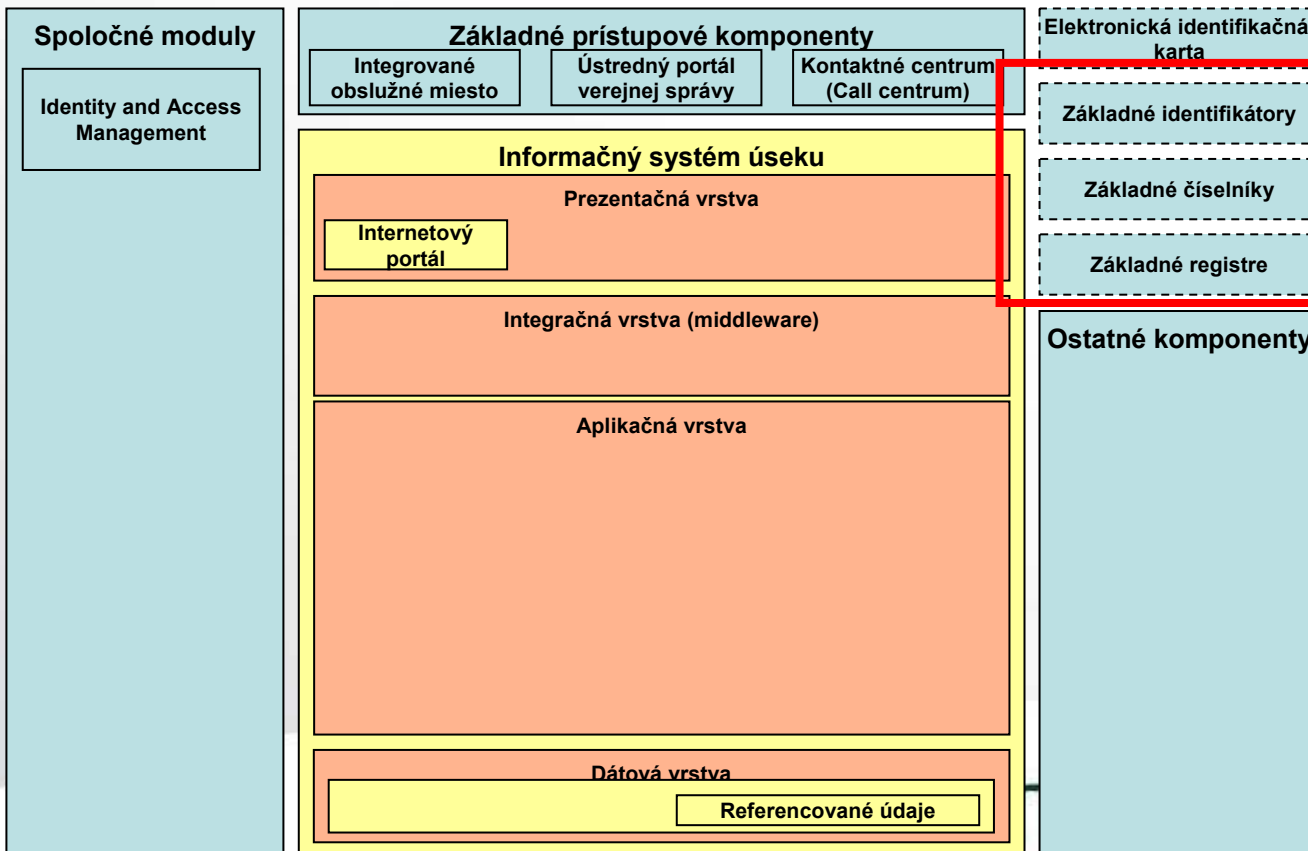 Spoločné moduly
Identity and Access
Management
Základné prístupové komponenty
Integrované
obslužné miesto
Ústredný portál
verejnej správy
Kontaktné centrum
(Call centrum)
Informačný systém úseku
Prezentačná vrstva
Internetový
portál
Integračná vrstva (middleware)
Aplikačná vrstva
Dátová vrstva
Referencované údaje
Elektronická identifikačná
karta
Základné identifikátory
Základné číselníky
Základné registre
Ostatné komponenty